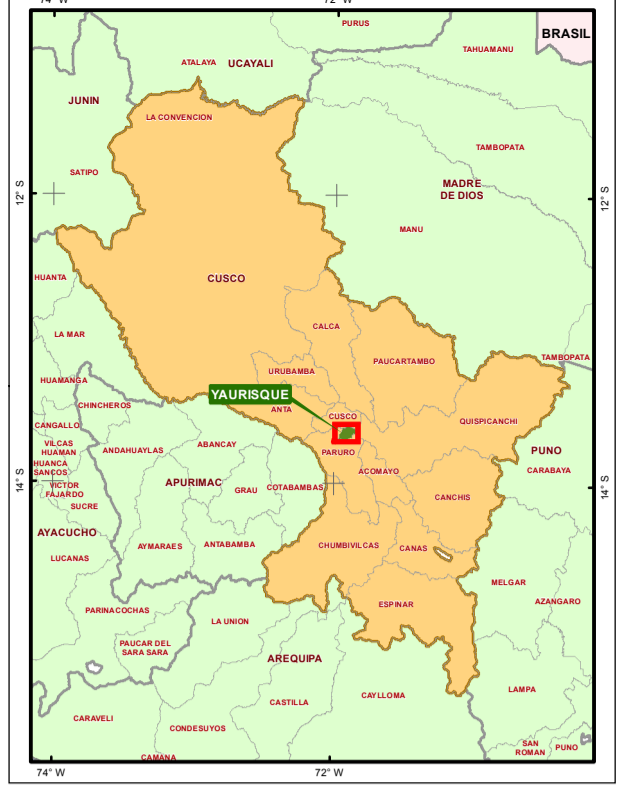 74° W
72° W
PURUS
BRASIL
TAHUAMANU
ATALAYA
UCAYALI
JUNIN
LA CONVENCION
TAMBOPATA
SATIPO
MADRE
DE DIOS
12° S
12° S
MANU
HUANTA
CUSCO
CALCA
LA MAR
PAUCARTAMBO
TAMBOPATA
URUBAMBA
HUAMANGA
YAURISQUE
CHINCHEROS
ANTA
CUSCO
QUISPICANCHI
CANGALLO
VILCAS
HUAMAN
ANDAHUAYLAS
ABANCAY
PARURO
PUNO
HUANCA
SANCOS
ACOMAYO
CARABAYA
14° S
14° S
APURIMAC
VICTOR
FAJARDO
GRAU
COTABAMBAS
CANCHIS
SUCRE
AYACUCHO
AYMARAES
ANTABAMBA
CHUMBIVILCAS
CANAS
LUCANAS
MELGAR
PARINACOCHAS
ESPINAR
AZANGARO
LA UNION
PAUCAR DEL
SARA SARA
AREQUIPA
LAMPA
CAYLLOMA
CASTILLA
CARAVELI
CONDESUYOS
SAN
ROMAN
PUNO
CAMANA
74° W
72° W